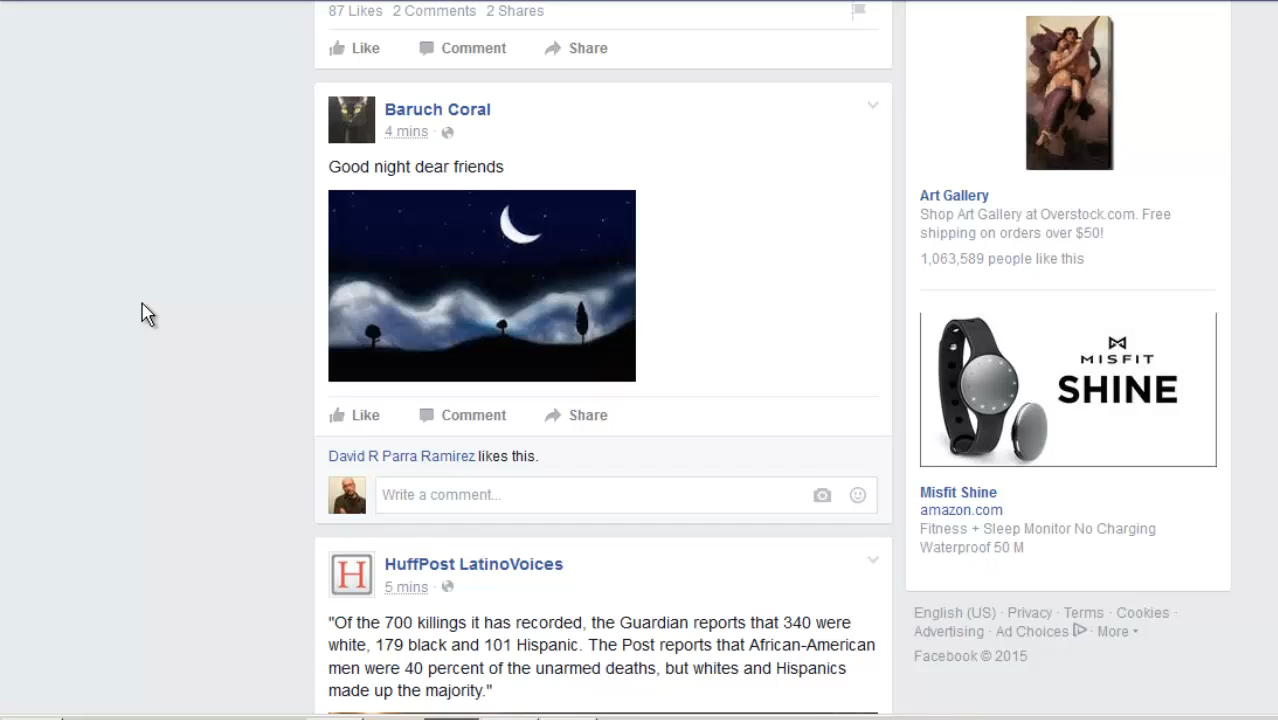 87 Likes 2 Comments 2 Shares
Like Comment Share
Baruch Coral
4 mins ·
Good night dear friends
Like Comment Share
David R Parra Ramirez likes this.
Write a comment...
HuffPost LatinoVoices
5 mins ·
"Of the 700 killings it has recorded, the Guardian reports that 340 were
white, 179 black and 101 Hispanic. The Post reports that African-American
men were 40 percent of the unarmed deaths, but whites and Hispanics
made up the majority."
Art Gallery
Shop Art Gallery at Overstock.com. Free
shipping on orders over $50!
1,063,589 people like this
MISFIT
SHINE
Misfit Shine
amazon.com
Fitness + Sleep Monitor No Charging
Waterproof 50 M
English (US) · Privacy · Terms · Cookies ·
Advertising · Ad Choices · More
Facebook © 2015